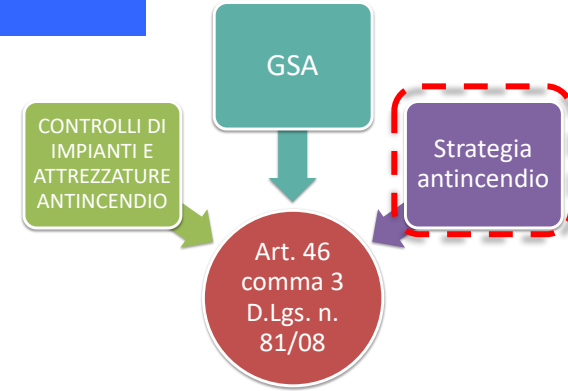 GSA
CONTROLLI DI
IMPIANTI E
ATTREZZATURE
ANTINCENDIO
Strategia
antincendio
Art. 46
comma 3
D.Lgs. n.
81/08